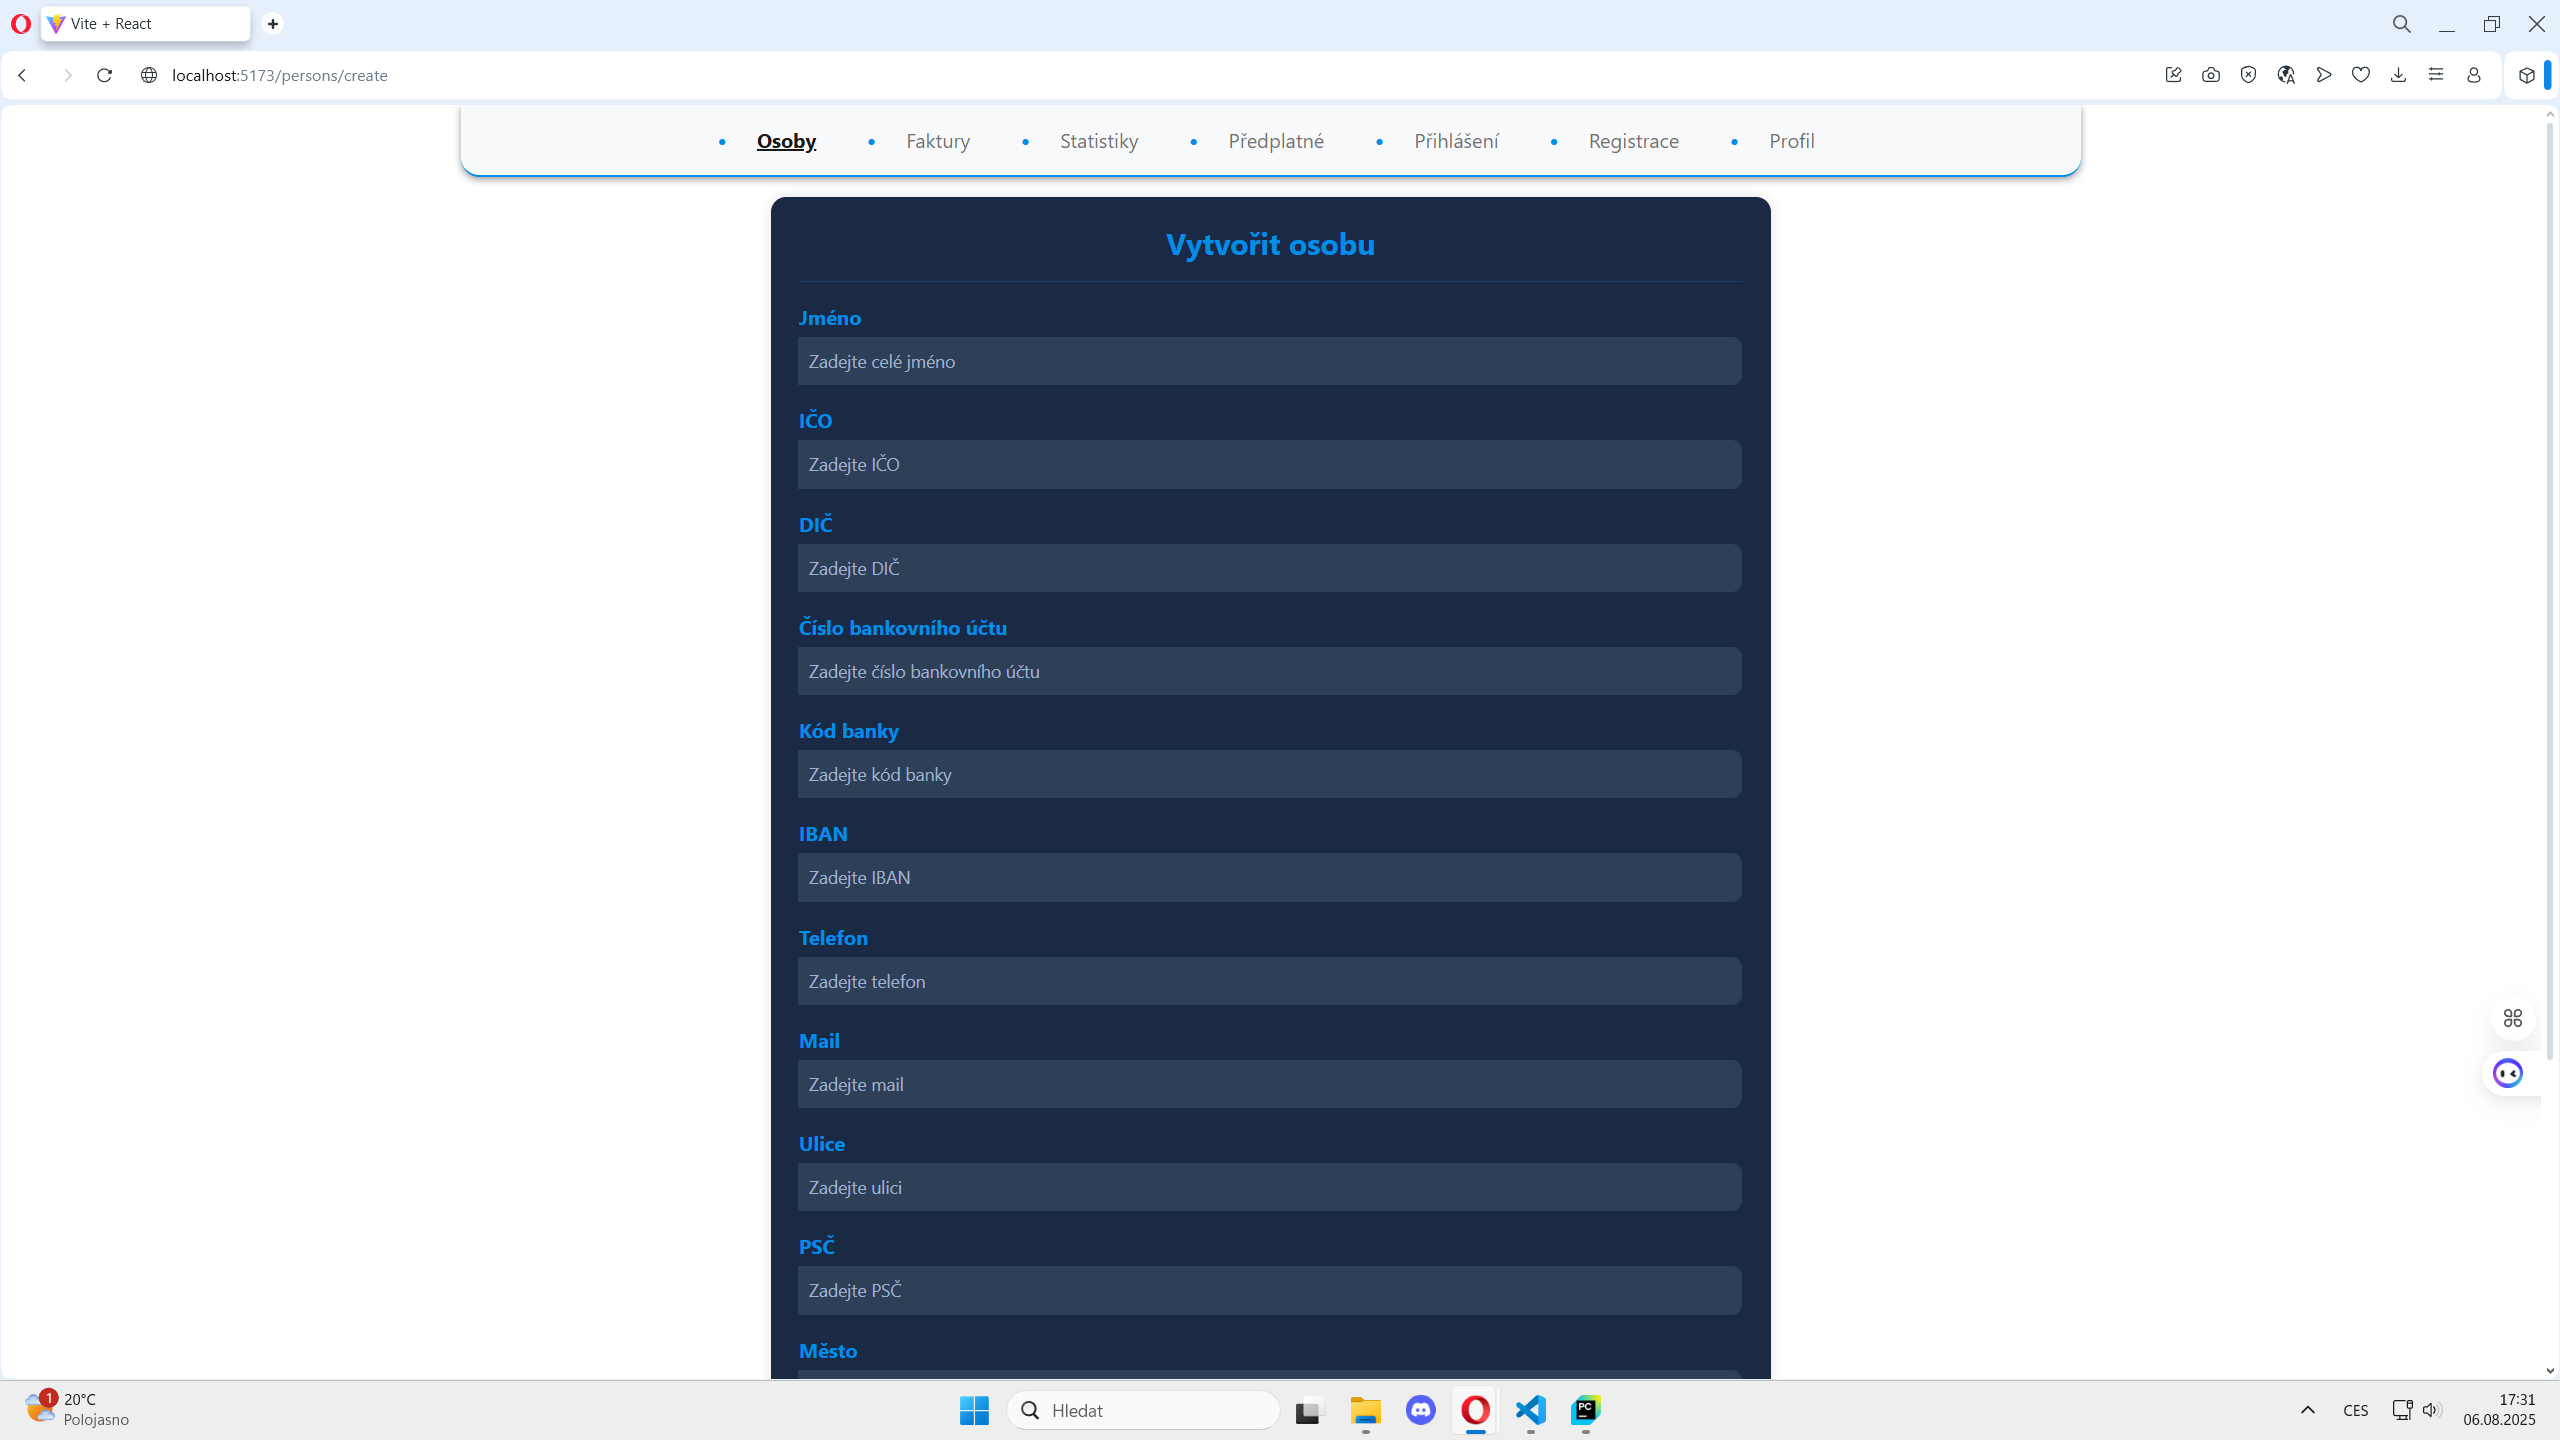 Vite + React
localhost:5173/persons/create
Osoby
Faktury
Statistiky
Předplatné
Přihlášení
Registrace
Profil
Vytvořit osobu
Jméno
Zadejte celé jméno
IČO
Zadejte IČO
DIČ
Zadejte DIČ
Číslo bankovního účtu
Zadejte číslo bankovního účtu
Kód banky
Zadejte kód banky
IBAN
Zadejte IBAN
Telefon
Zadejte telefon
Mail
Zadejte mail
Ulice
Zadejte ulici
PSČ
Zadejte PSČ
Město
1
20°C
Polojasno
Hledat
PC
CES
17:31
06.08.2025